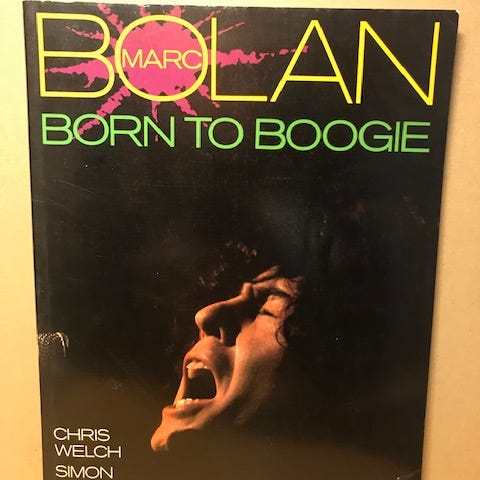 MARC
BOLAN
BORN TO BOOGIE
CHRIS
WELCH
SIMON